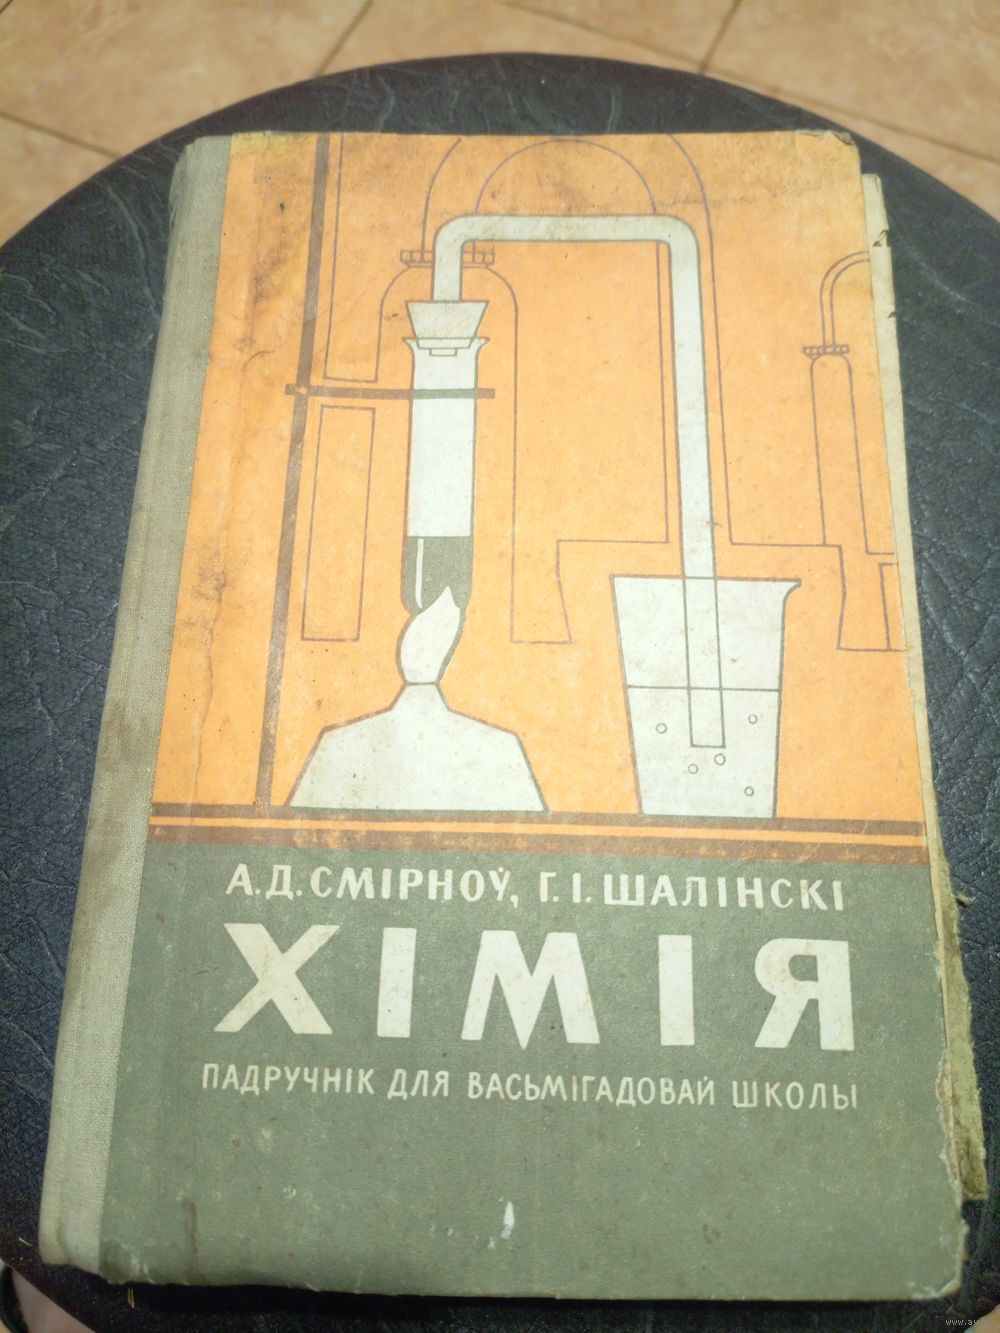 А.Д.СМІРНОЎ, Г.І.ШАЛІНСКІ
ХІМІЯ
ПАДРУЧНІК ДЛЯ ВАСЬМІГАДОВАЙ ШКОЛЫ